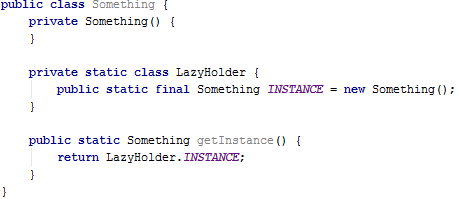 public class Something {
    private Something() {
    }

    private static class LazyHolder {
        public static final Something INSTANCE = new Something();
    }

    public static Something getInstance() {
        return LazyHolder.INSTANCE;
    }
}